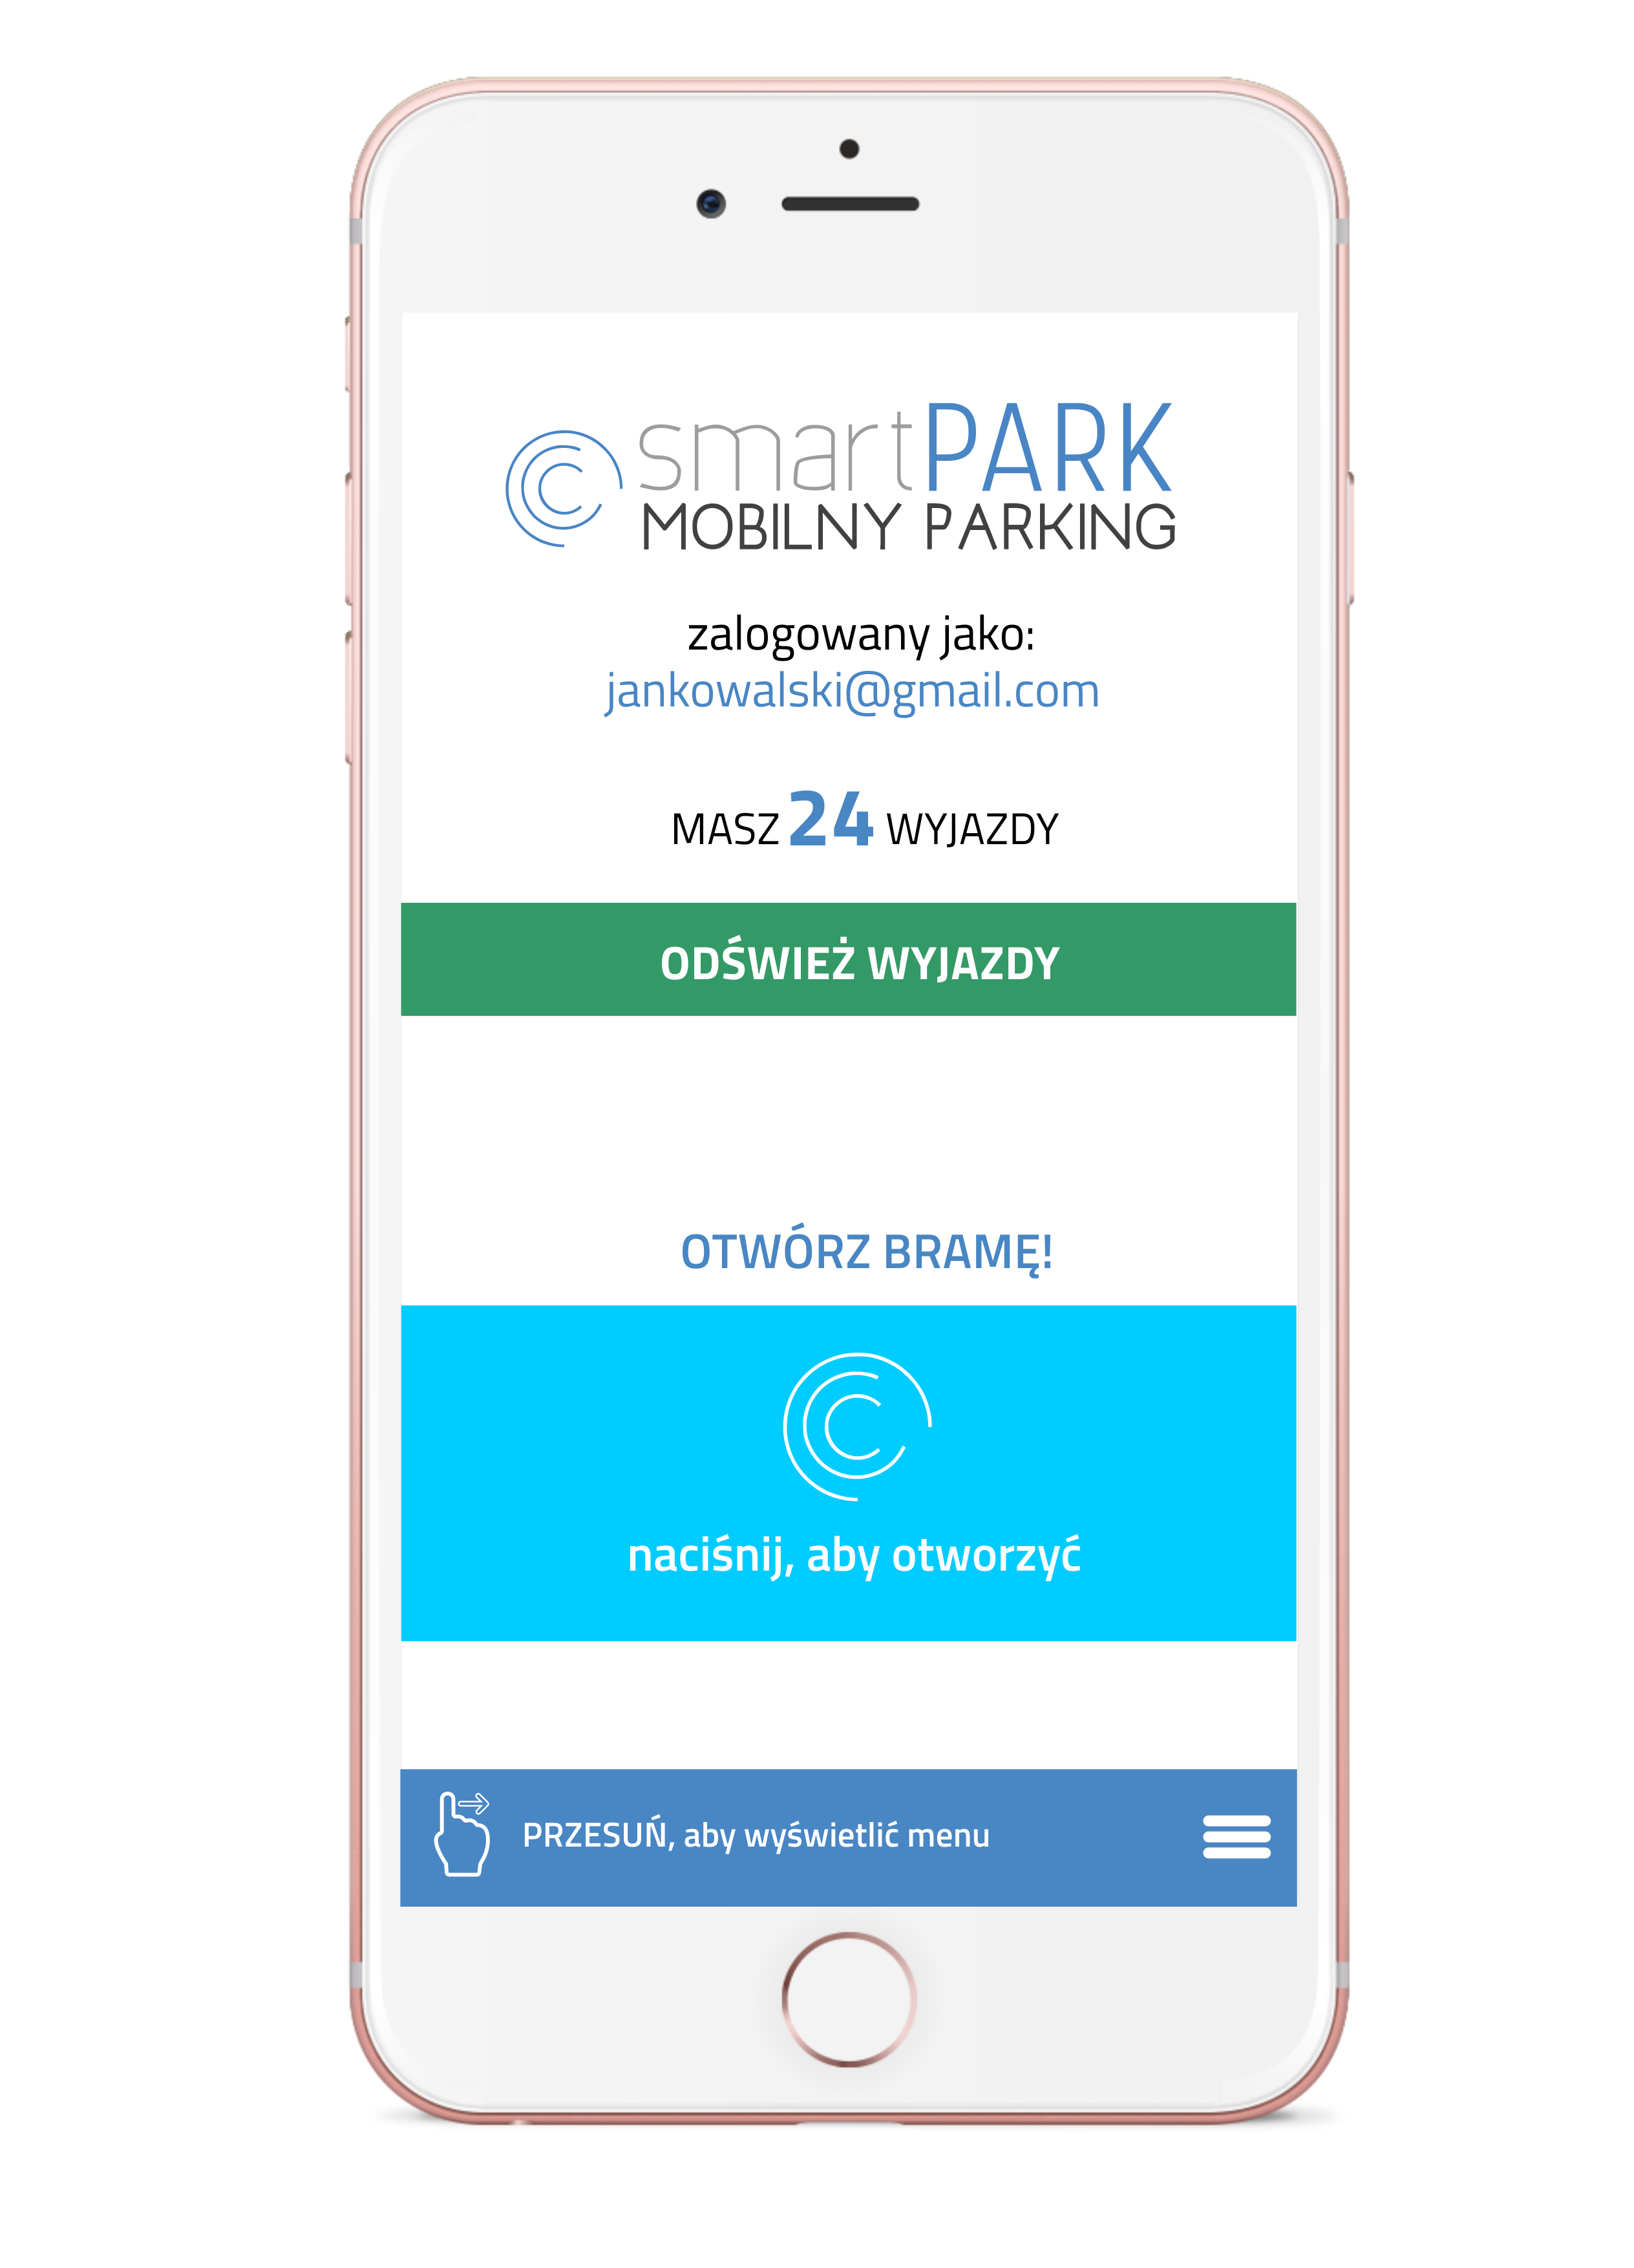 smartPARK
MOBILNY PARKING
zalogowany jako:
jankowalski@gmail.com
MASZ 24 WYJAZDY
ODŚWIEŻ WYJAZDY
OTWÓRZ BRAMĘ!
naciśnij, aby otworzyć
PRZESUŃ, aby wyświetlić menu